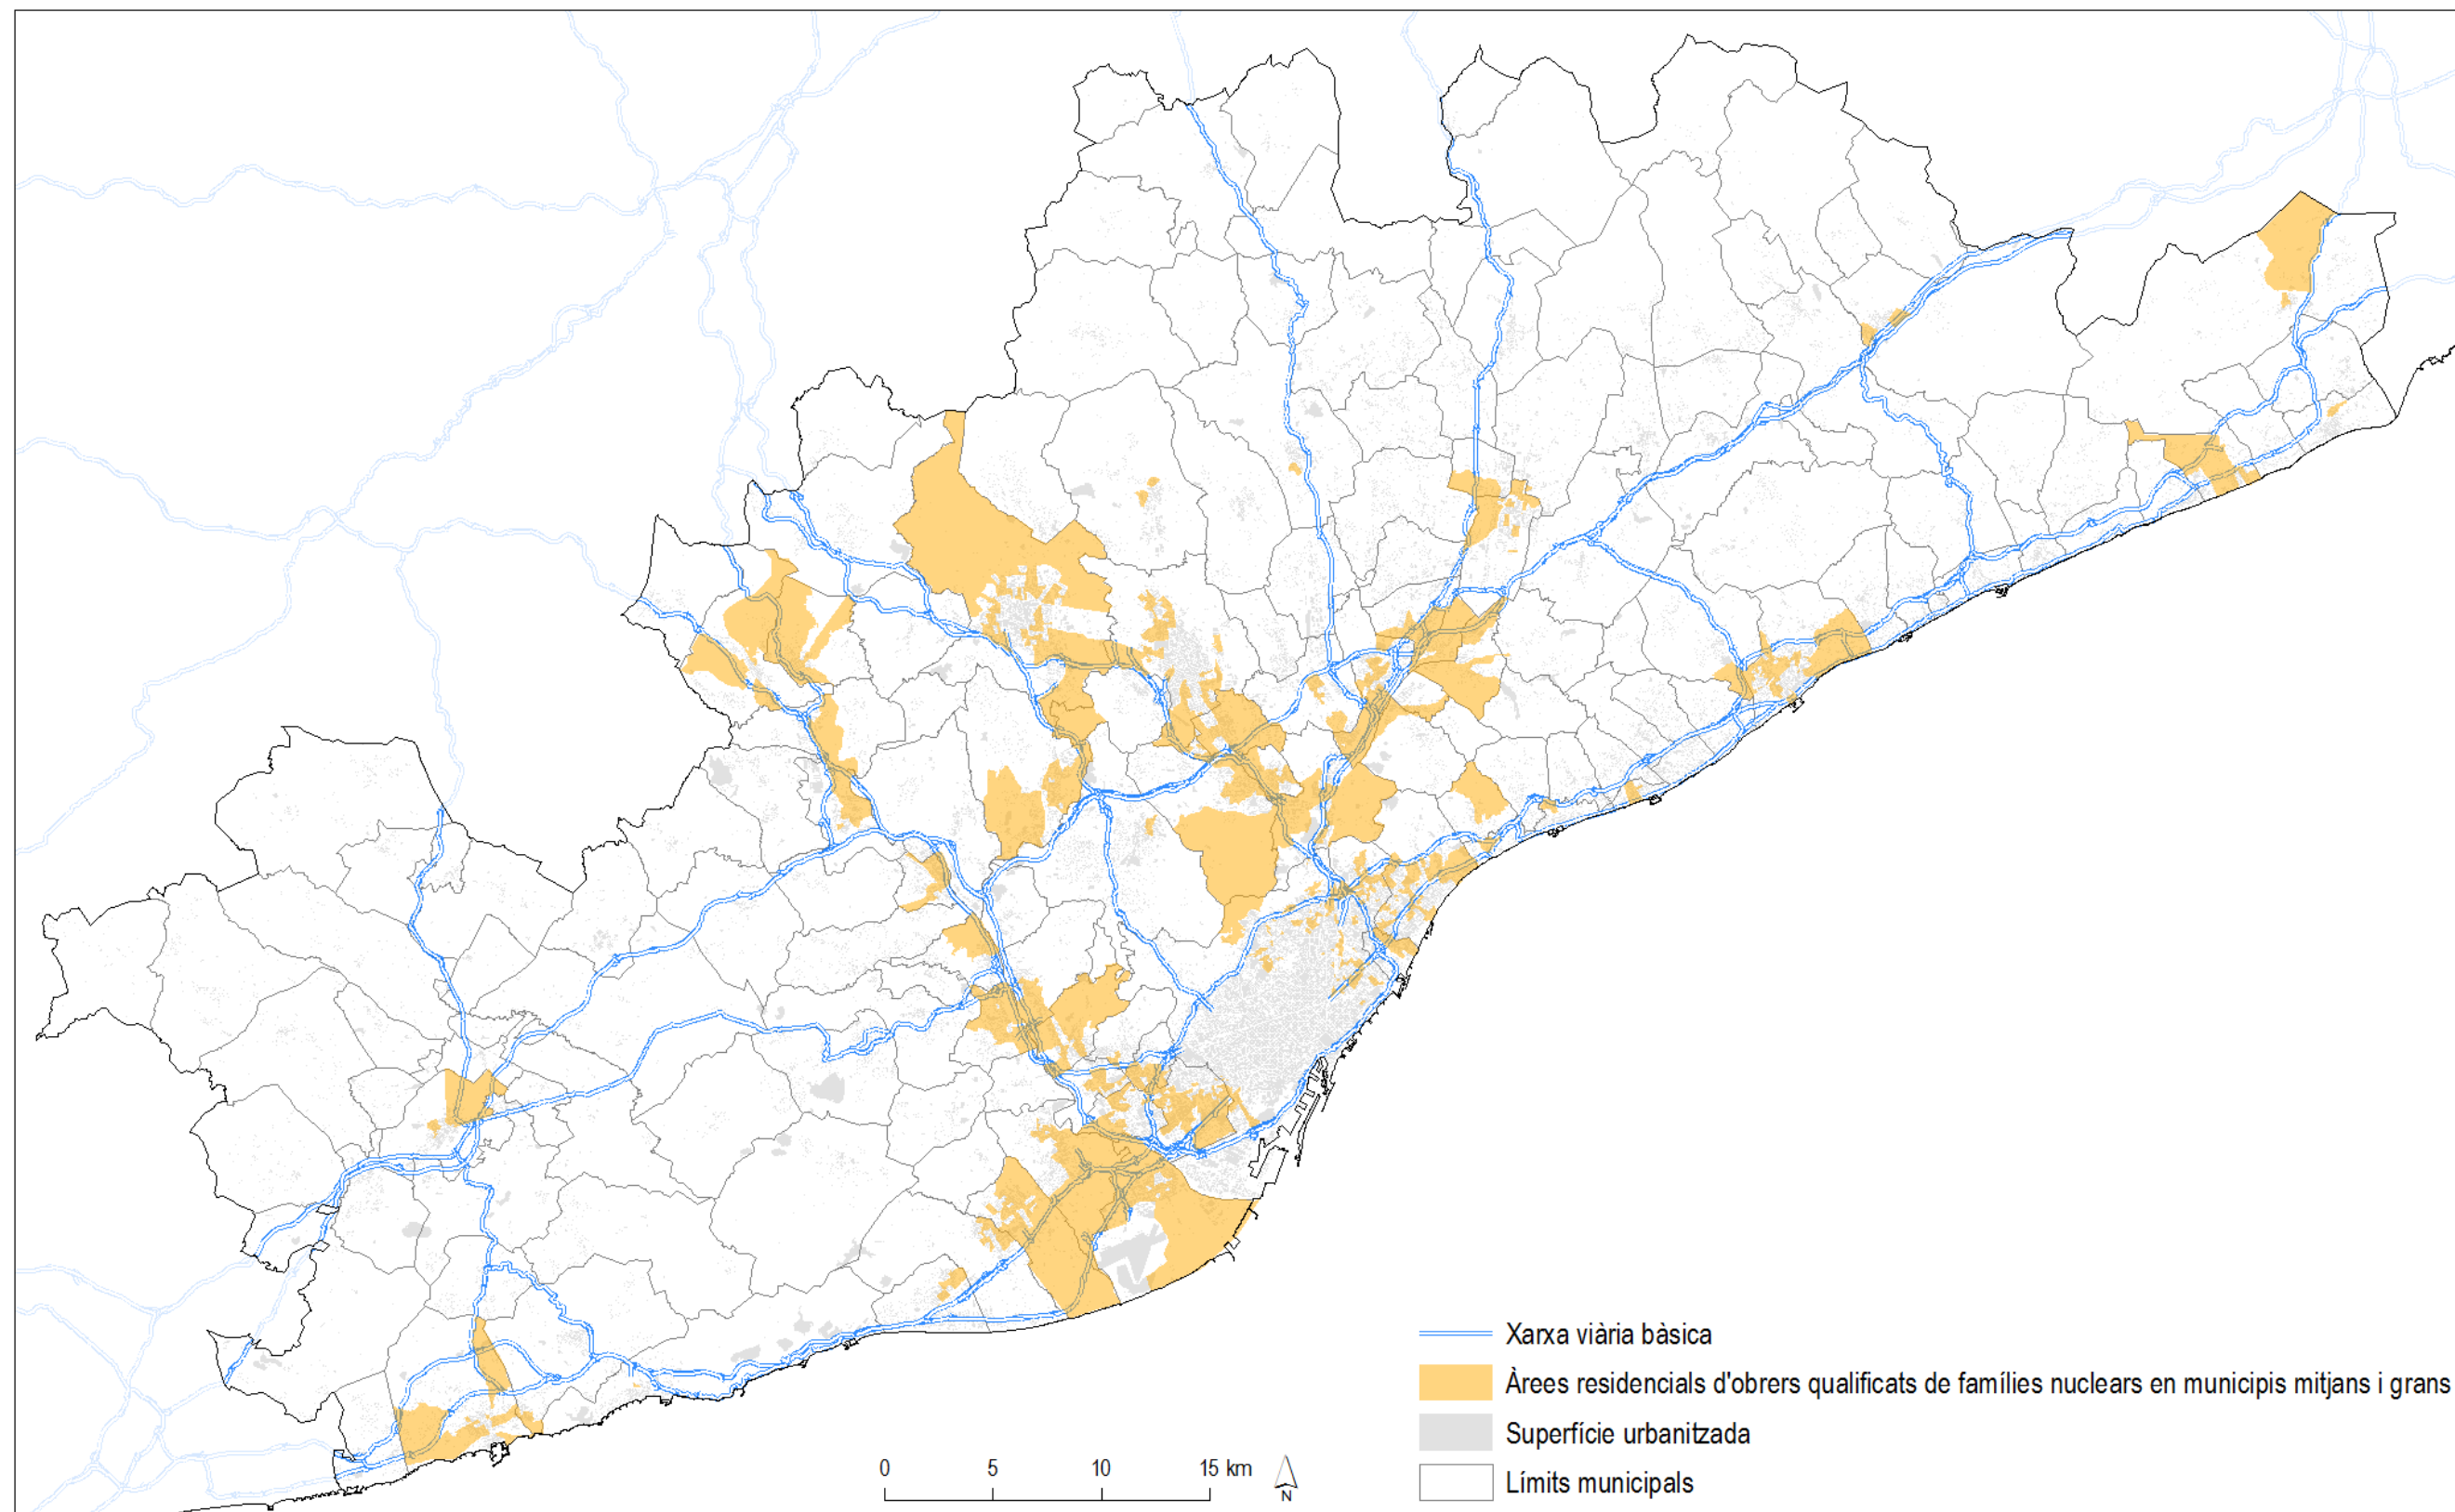 Xarxa viària bàsica
Àrees residencials d'obrers qualificats de famílies nuclears en municipis mitjans i grans
Superfície urbanitzada
Límits municipals
0 5 10 15 km
N